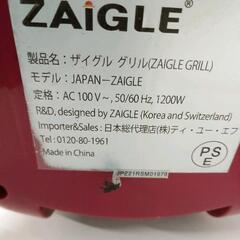 ZAiGLE®
製品名：ザイグル グリル(ZAIGLE GRILL)
モデル：JAPAN－ZAIGLE
定格：AC 100 V～, 50/60 Hz, 1200W
R&D, designed by ZAIGLE (Korea and Switzerland)
Importer&Sales : 日本総代理店(株)ティ・ユー・エフ
Tel : 0120-80-1961
Made in China
PS
E